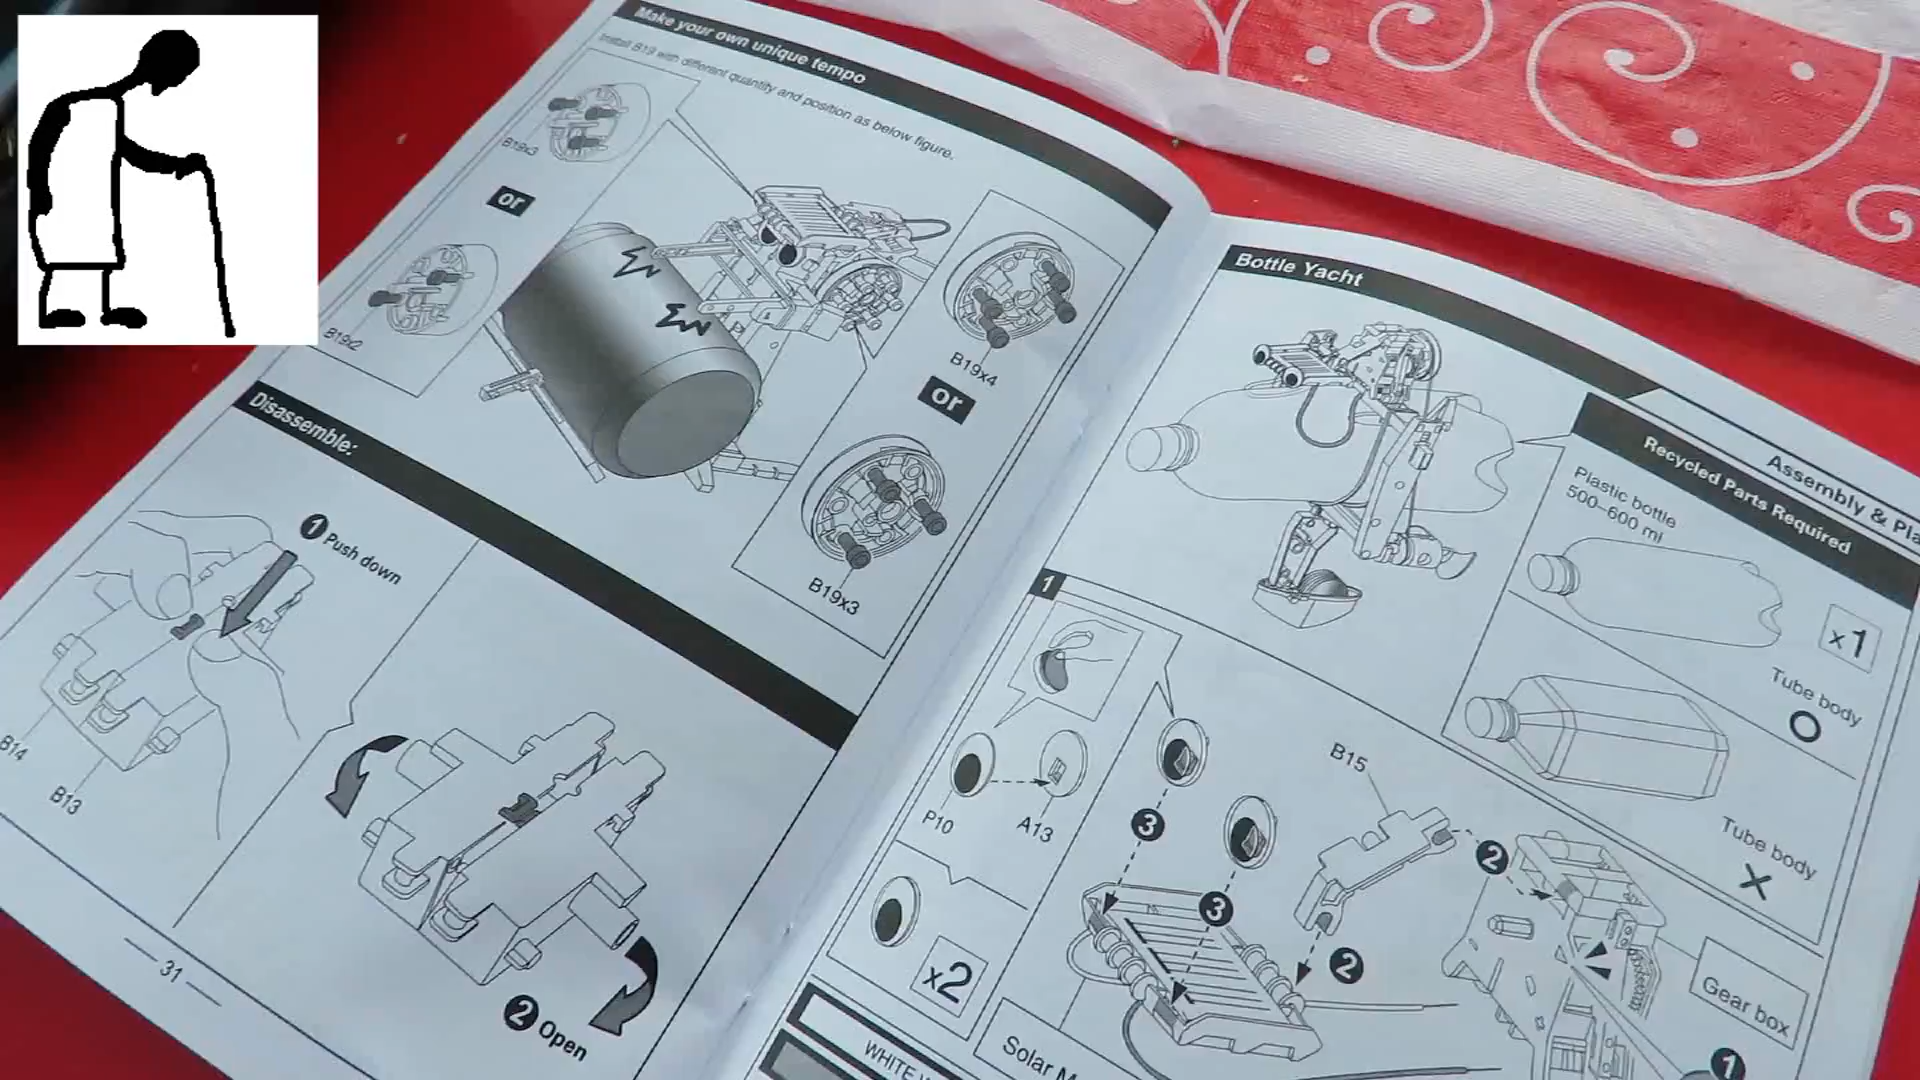 Make your own unique tempo
Install B19 with different quantity and position as below figure.
B19x3
or
B19x2
B19x4
or
B19x3
Disassemble:
1 Push down
B14
B13
2 Open
31
Bottle Yacht
Assembly &
Recycled Parts Required
Plastic bottle
500~600 ml
x1
Tube body
Tube body
1
P10
A13
x2
3
3
B15
2
2
Gear box
1
Solar
WHITE